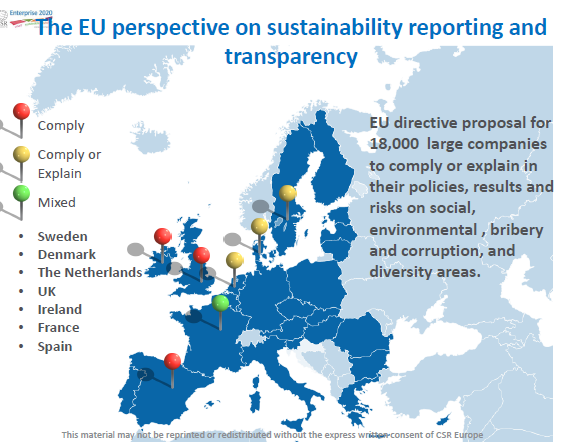 Enterprise 2020
CSR
The EU perspective on sustainability reporting and
transparency
Comply
Comply or
Explain
Mixed
• Sweden
• Denmark
• The Netherlands
• UK
• Ireland
• France
• Spain
EU directive proposal for
18,000 large companies
to comply or explain in
their policies, results and
risks on social,
environmental , bribery
and corruption, and
diversity areas.
This material may not be reprinted or redistributed without the express written consent of CSR Europe